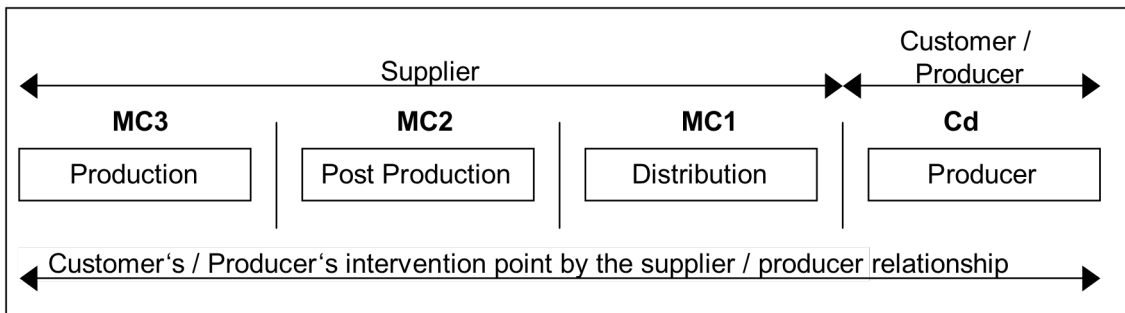 Customer /
Supplier
Producer
MC3 MC2 MC1 Cd
Production Post Production Distribution Producer
Customer‘s / Producer‘s intervention point by the supplier / producer relationship